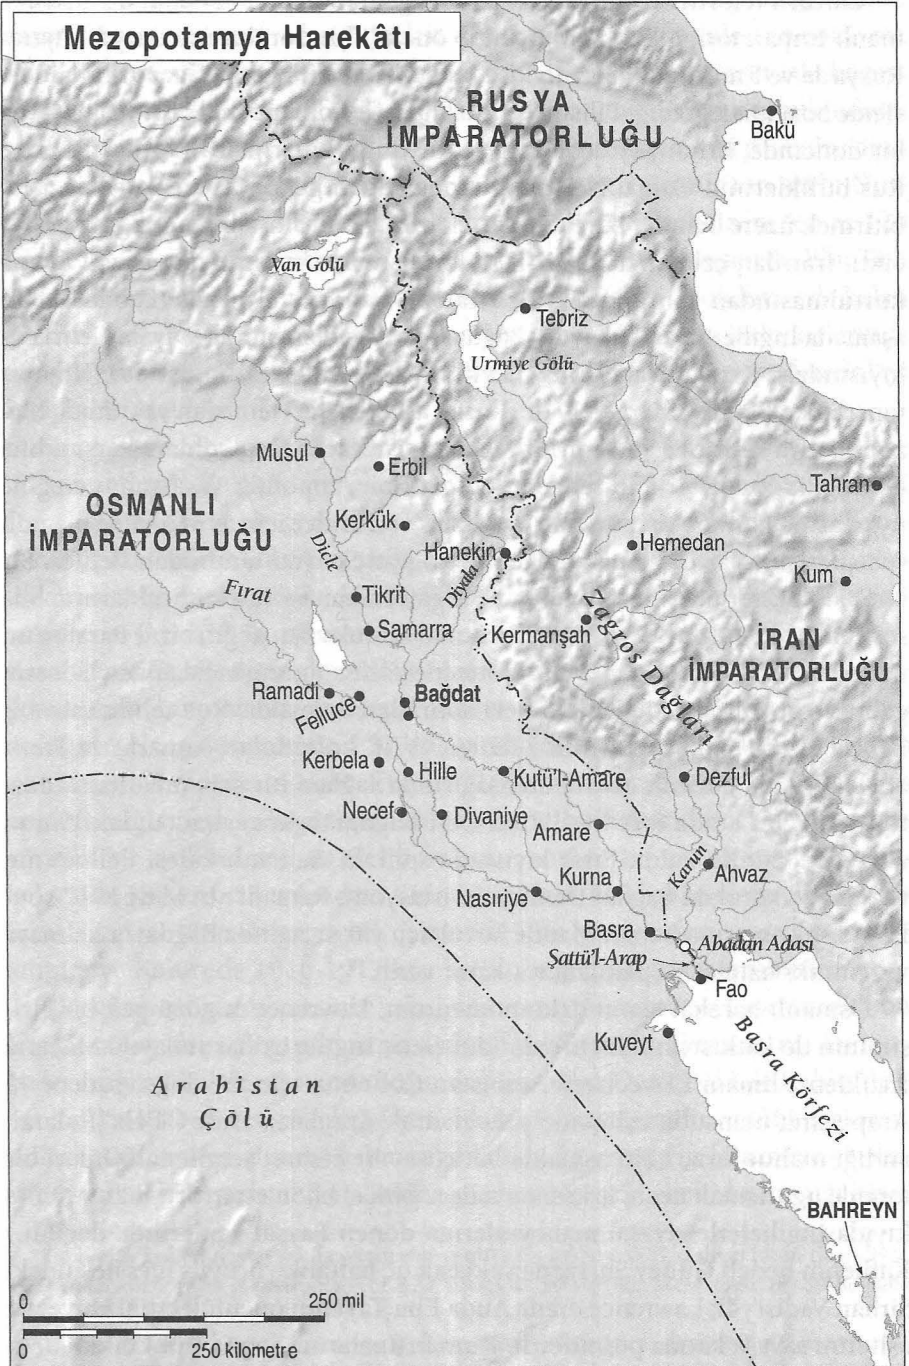 Mezopotamya Harekâtı
RUSYA
İMPARATORLUĞU
Bakü
Van Gölü
Tebriz
Urmiye Gölü
Musul
Erbil
Tahran
OSMANLI
İMPARATORLUĞU
Kerkük
Dicle
Hanekin
Hemedan
Diyala
Kum
Fırat
Tikrit
Samarra
Kermanşah
Zagros Dağları
İRAN
İMPARATORLUĞU
Ramadi
Felluce
Bağdat
Kerbela
Hille
Kutü'l-Amare
Dezful
Necef
Divaniye
Amare
Karun
Ahvaz
Kurna
Nasıriye
Basra
Abadan Adası
Şattü'l-Arap
Fao
Kuveyt
Basra Körfezi
Arabistan
Çölü
BAHREYN
0 250 mil
0 250 kilometre